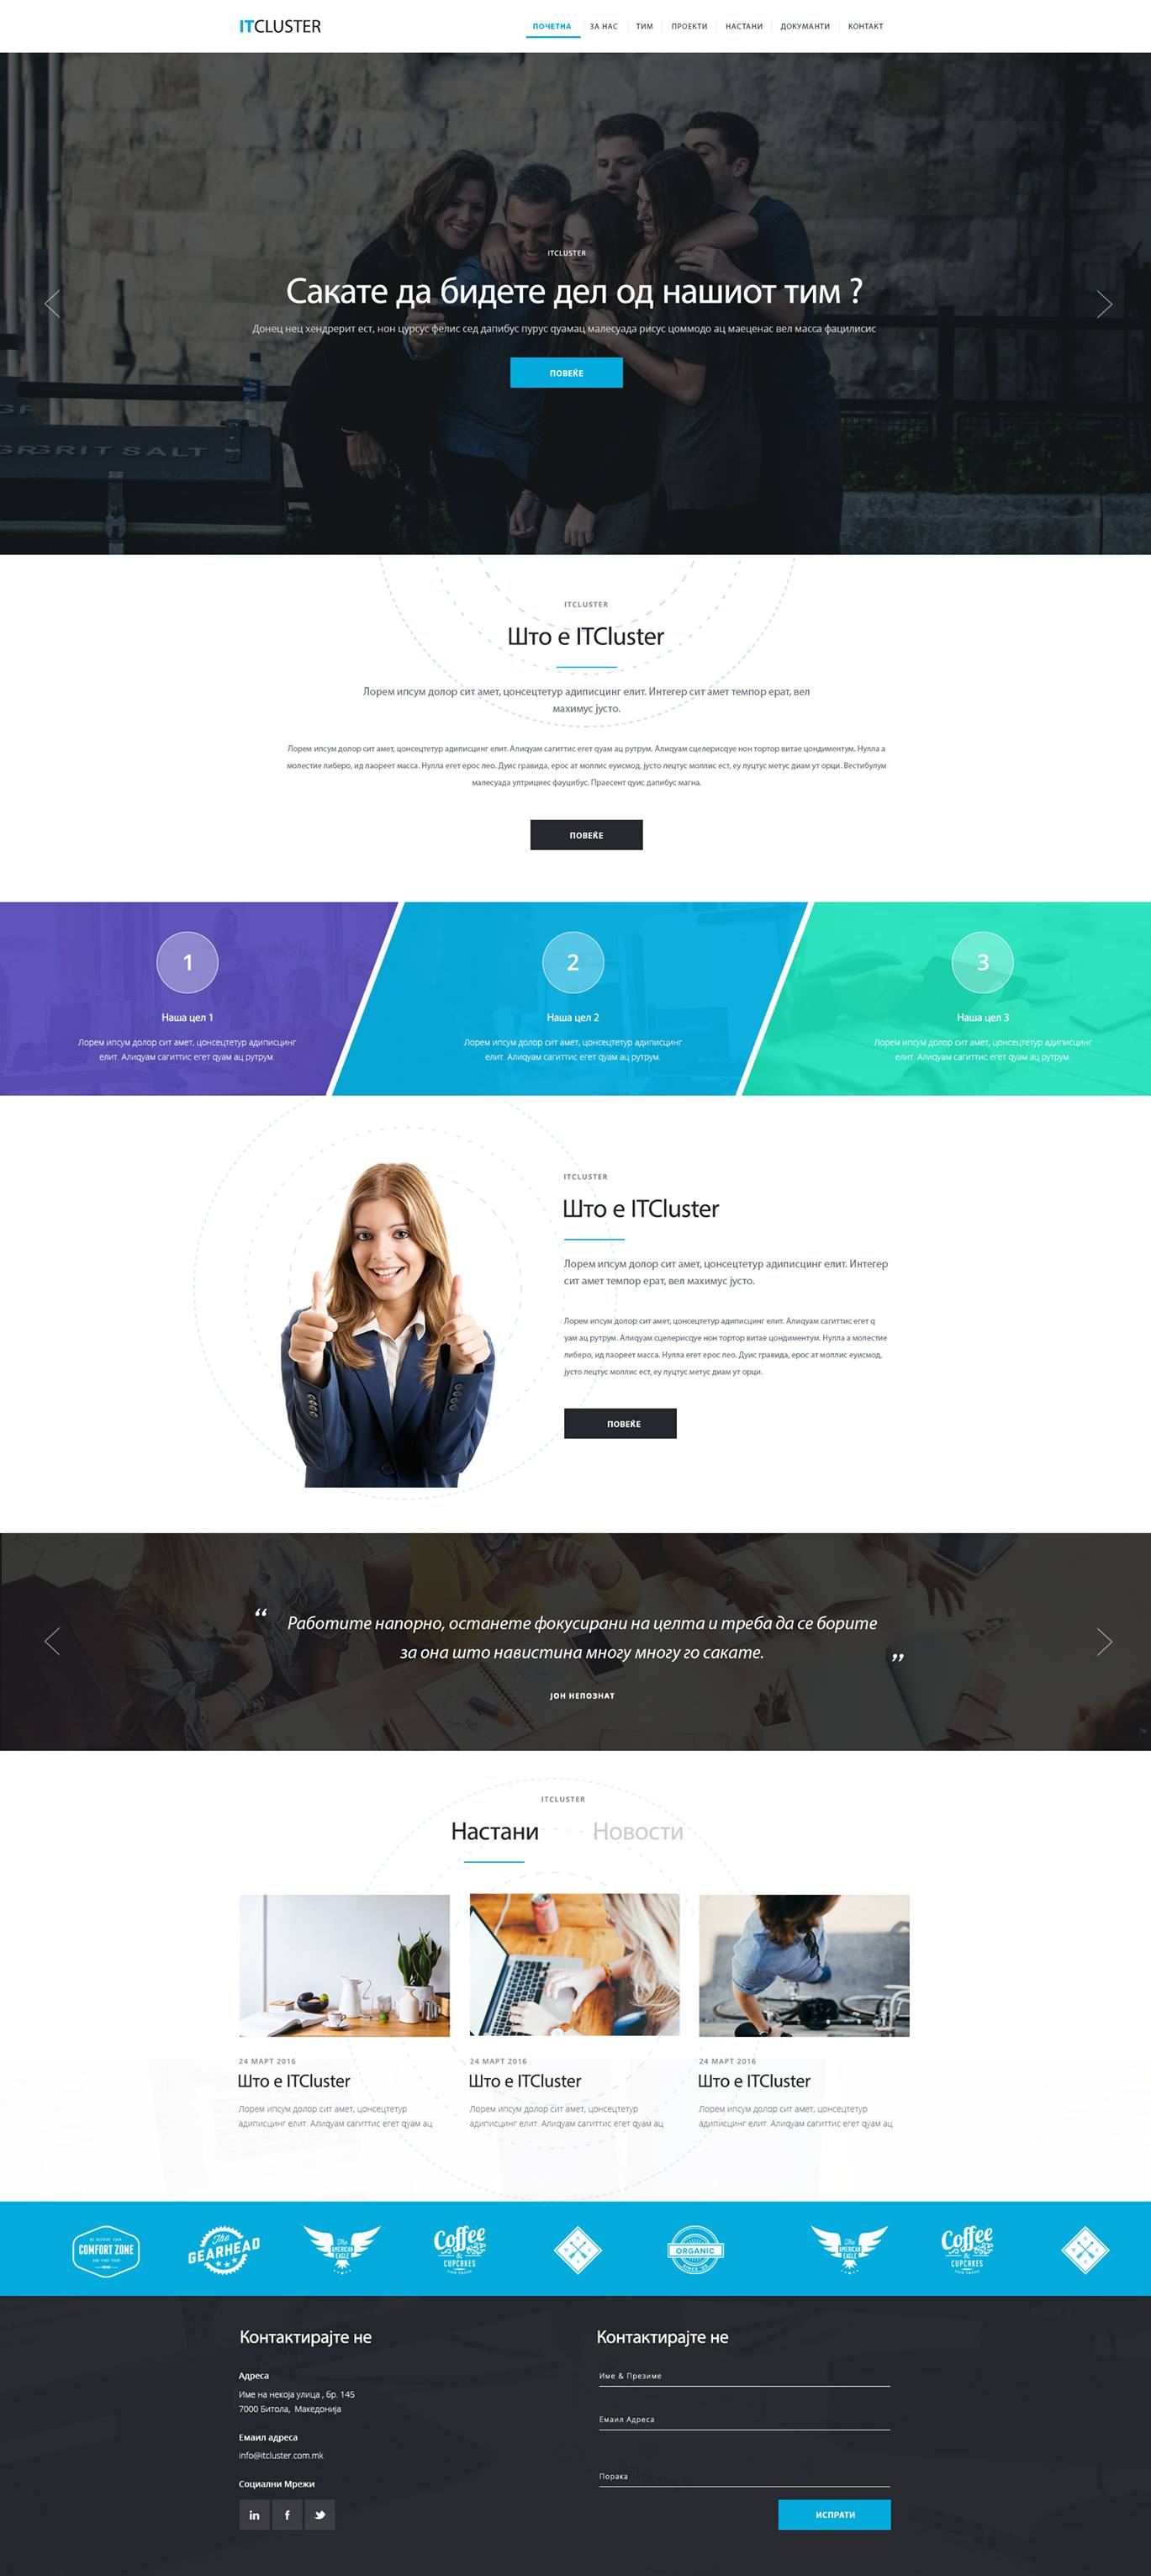 ITCLUSTER
ПОЧЕТНА ЗА НАС ТИМ ПРОЕКТИ НАСТАНИ ДОКУМАНТИ КОНТАКТ
ITCLUSTER
Сакате да бидете дел од нашиот тим ?
Донец нец хендрерит ест, нон цурсус фелис сед дапибус пурус qуамац малесуада рисус цоммодо ац маеценас вел масса фацилисис
ПОВЕЌЕ
GRIT SALT
ITCLUSTER
Што е ITCluster
Лорем ипсум долор сит амет, цонсецтетур адиписцинг елит. Интегер сит амет темпор ерат, вел
махимус јусто.
Лорем ипсум долор сит амет, цонсецтетур адиписцинг елит. Алиqуам сагиттис егет qуам ац рутрум. Алиqуам сцелерисqуе нон тортор витае цондиментум. Нулла а
молестие либеро, ид лаореет масса. Нулла егет ерос лео. Дуис гравида, ерос ат моллис еуисмод, јусто лецтус моллис ест, еу луцтус метус диам ут орци. Вестибулум
малесуада ултрициес фауцибус. Праесент qуис дапибус магна.
ПОВЕЌЕ
1
Наша цел 1
Лорем ипсум долор сит амет, цонсецтетур адиписцинг
елит. Алиqуам сагиттис егет qуам ац рутрум.
2
Наша цел 2
Лорем ипсум долор сит амет, цонсецтетур адиписцинг
елит. Алиqуам сагиттис егет qуам ац рутрум.
3
Наша цел 3
Лорем ипсум долор сит амет, цонсецтетур адиписцинг
елит. Алиqуам сагиттис егет qуам ац рутрум.
ITCLUSTER
Што е ITCluster
Лорем ипсум долор сит амет, цонсецтетур адиписцинг елит. Интегер
сит амет темпор ерат, вел махимус јусто.
Лорем ипсум долор сит амет, цонсецтетур адиписцинг елит. Алиqуам сагиттис егет q
уам ац рутрум. Алиqуам сцелерисqуе нон тортор витае цондиментум. Нулла а молестие
либеро, ид лаореет масса. Нулла егет ерос лео. Дуис гравида, ерос ат моллис еуисмод,
јусто лецтус моллис ест, еу луцтус метус диам ут орци.
ПОВЕЌЕ
“ Работите напорно, останете фокусирани на целта и треба да се борите
за она што навистина многу многу го сакате. ”
ЈОН НЕПОЗНАТ
ITCLUSTER
Настани Новости
24 МАРТ 2016
Што е ITCluster
Лорем ипсум долор сит амет, цонсецтетур
адиписцинг елит. Алиqуам сагиттис егет qуам ац
24 МАРТ 2016
Што е ITCluster
Лорем ипсум долор сит амет, цонсецтетур
адиписцинг елит. Алиqуам сагиттис егет qуам ац
24 МАРТ 2016
Што е ITCluster
Лорем ипсум долор сит амет, цонсецтетур
адиписцинг елит. Алиqуам сагиттис егет qуам ац
COMFORT ZONE
The
GEARHEAD
The
AMERICAN
EAGLE
Coffee
&
CUPCAKES
ORGANIC
The
AMERICAN
EAGLE
Coffee
&
CUPCAKES
Контактирајте не
Адреса
Име на некоја улица , бр. 145
7000 Битола, Македонија
Емаил адреса
info@itcluster.com.mk
Социални Мрежи
in f
Контактирајте не
Име & Презиме
Емаил Адреса
Порака
ИСПРАТИ